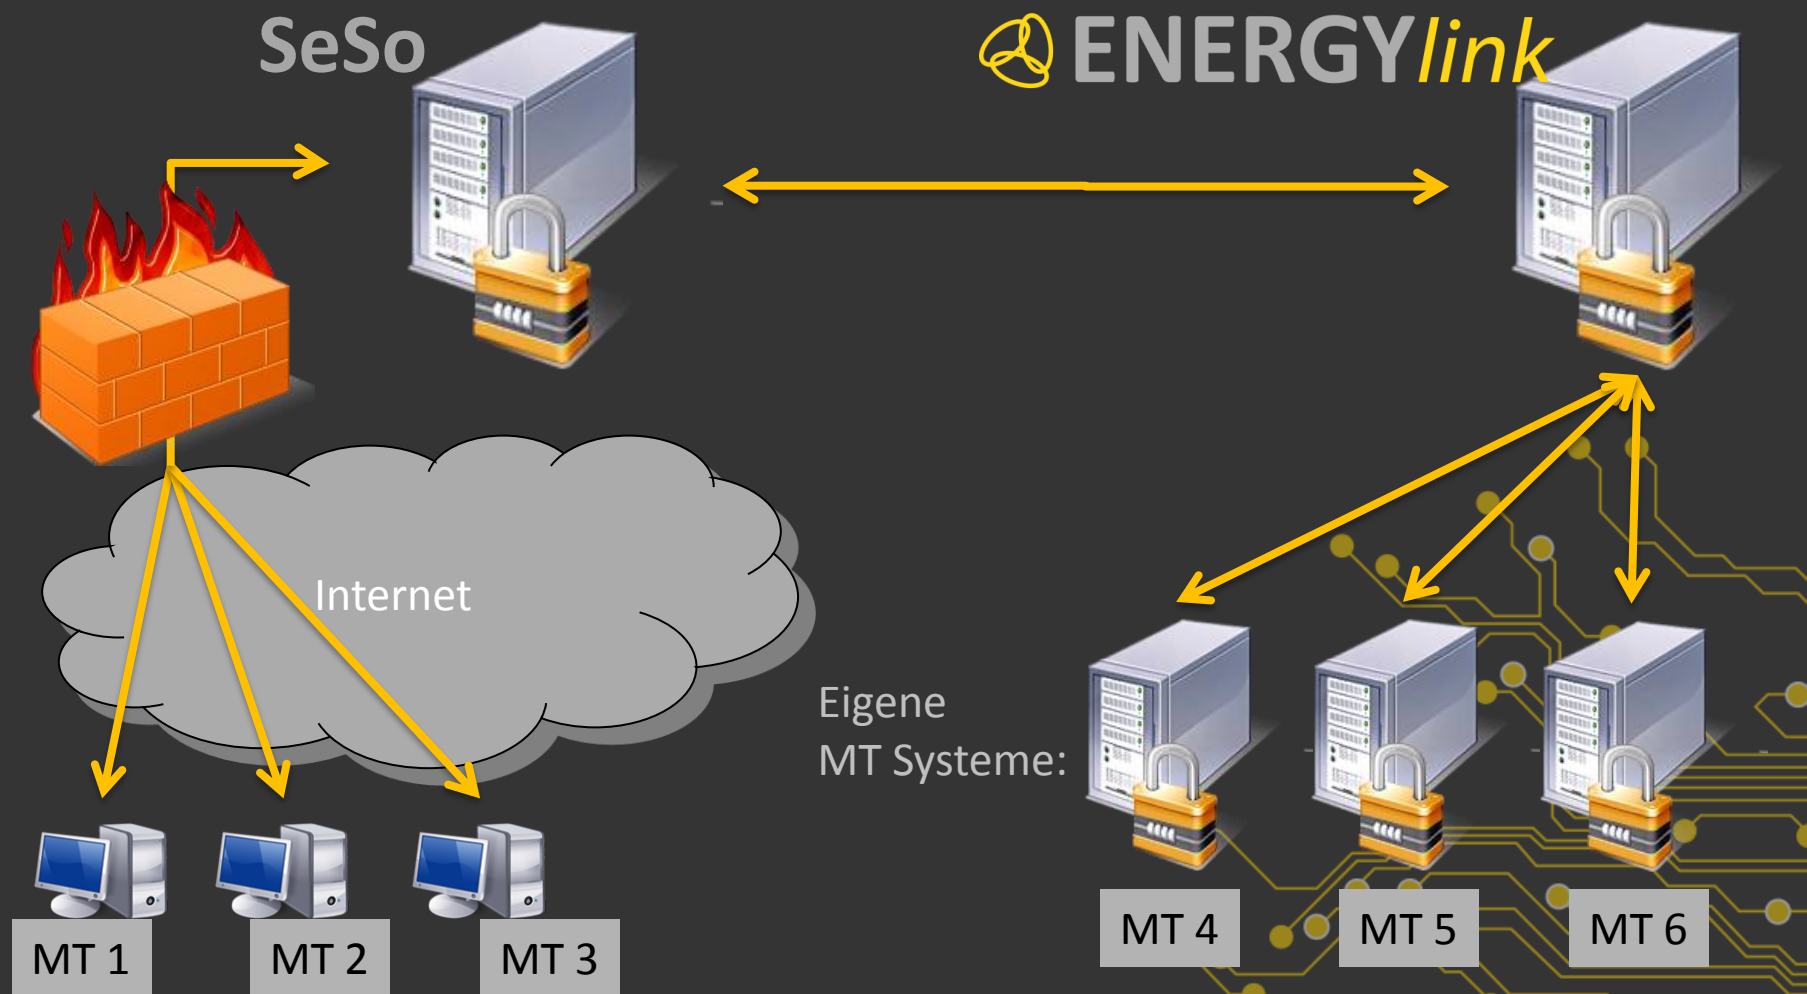 SeSo
ENERGYlink
Internet
Eigene
MT Systeme:
MT 1
MT 2
MT 3
MT 4
MT 5
MT 6